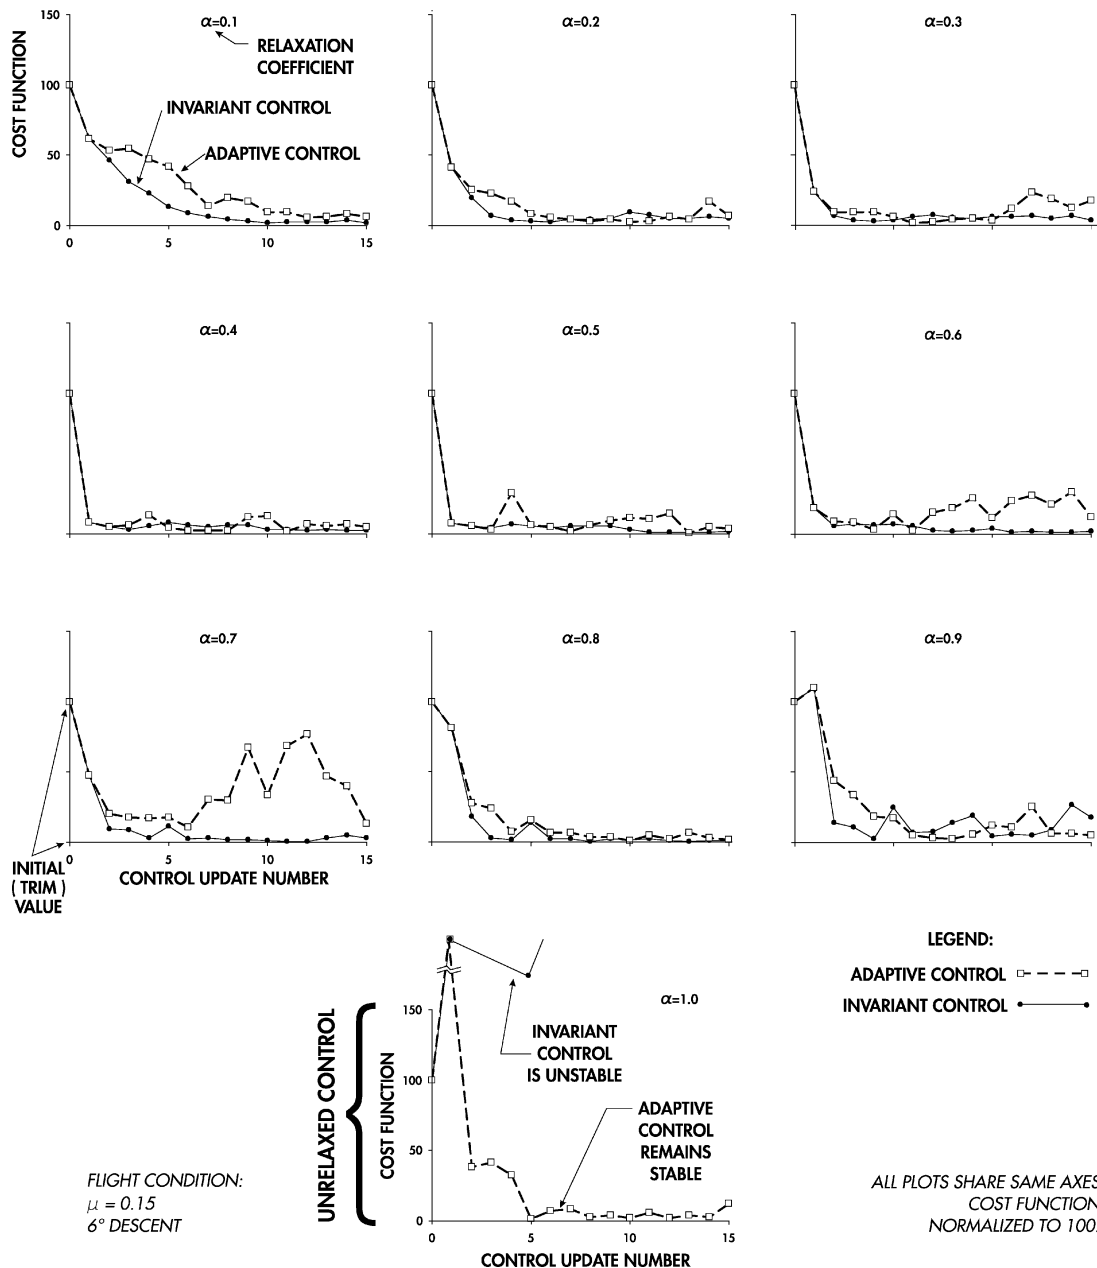 α=0.1
α=0.2
α=0.3
RELAXATION
COEFFICIENT
INVARIANT CONTROL
ADAPTIVE CONTROL
COST FUNCTION
150
100
50
0
0 5 10 15
α=0.4
α=0.5
α=0.6
α=0.7
α=0.8
α=0.9
0 5 10 15
CONTROL UPDATE NUMBER
INITIAL
( TRIM )
VALUE
LEGEND:
ADAPTIVE CONTROL
INVARIANT CONTROL
α=1.0
UNRELAXED CONTROL
COST FUNCTION
150
100
50
0
0 5 10 15
CONTROL UPDATE NUMBER
INVARIANT
CONTROL
IS UNSTABLE
ADAPTIVE
CONTROL
REMAINS
STABLE
FLIGHT CONDITION:
μ = 0.15
6° DESCENT
ALL PLOTS SHARE SAME AXES
COST FUNCTION
NORMALIZED TO 100.